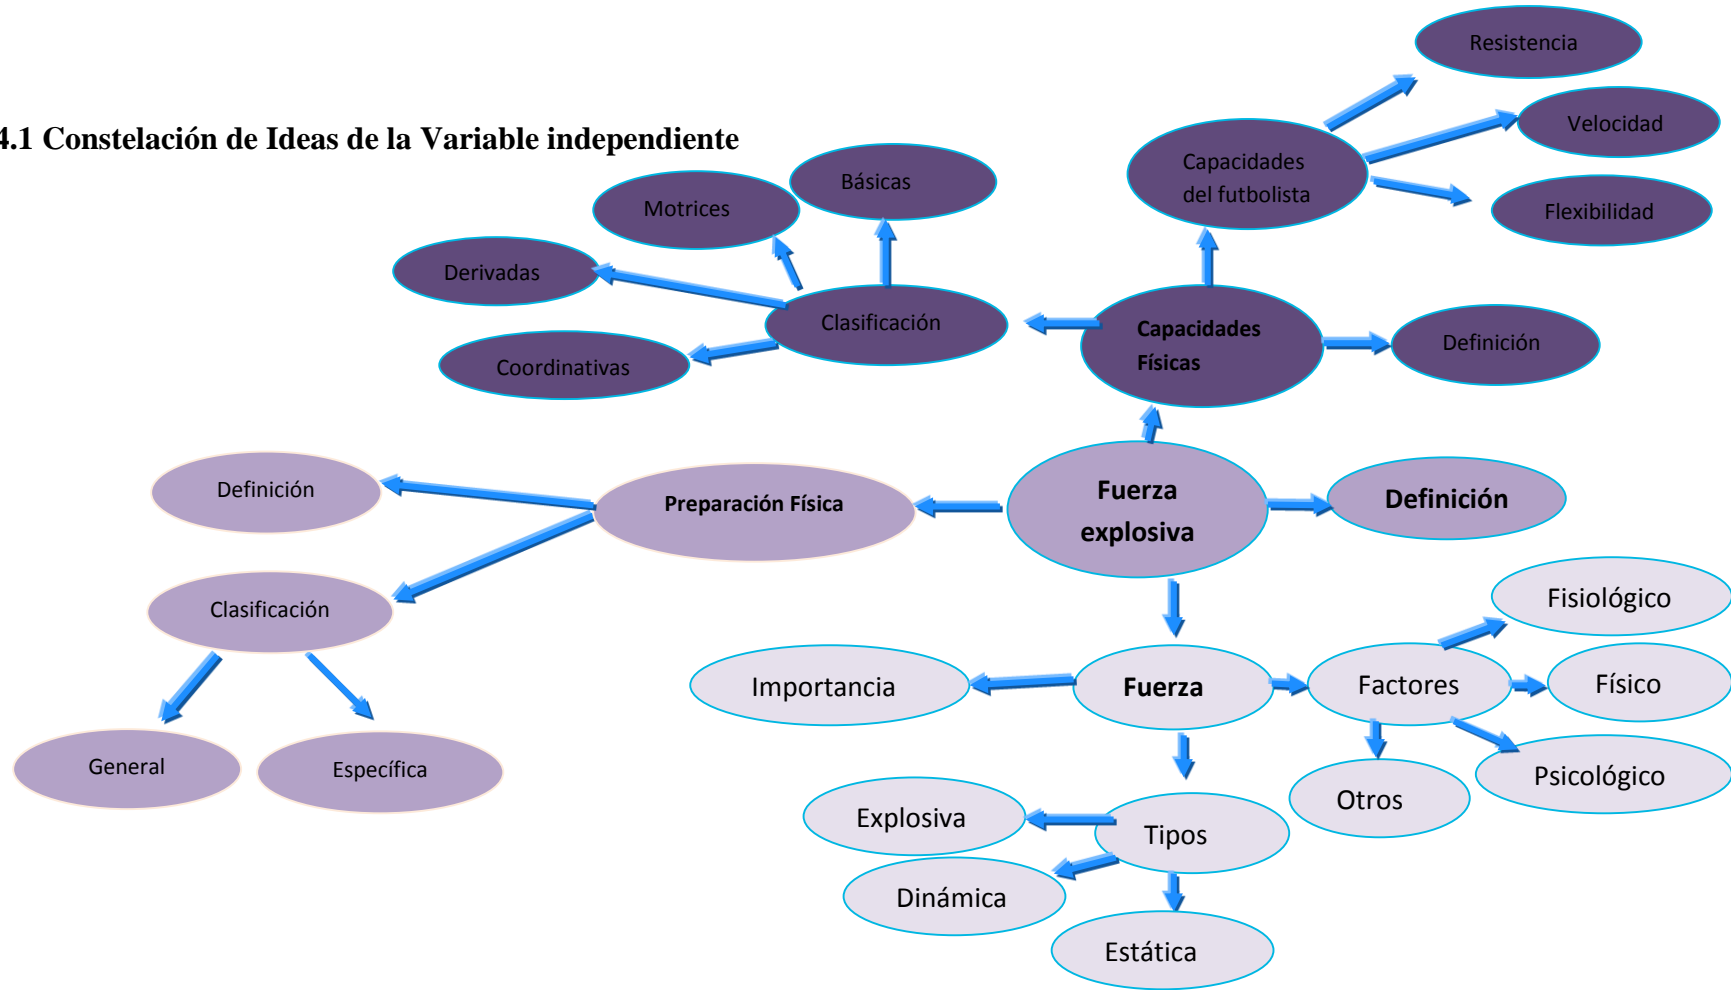 4.1 Constelación de Ideas de la Variable independiente
Resistencia
Velocidad
Capacidades
del futbolista
Flexibilidad
Básicas
Motrices
Derivadas
Clasificación
Coordinativas
Capacidades
Físicas
Definición
Definición
Preparación Física
Fuerza
explosiva
Definición
Clasificación
General
Específica
Importancia
Fuerza
Factores
Fisiológico
Físico
Psicológico
Otros
Explosiva
Tipos
Dinámica
Estática